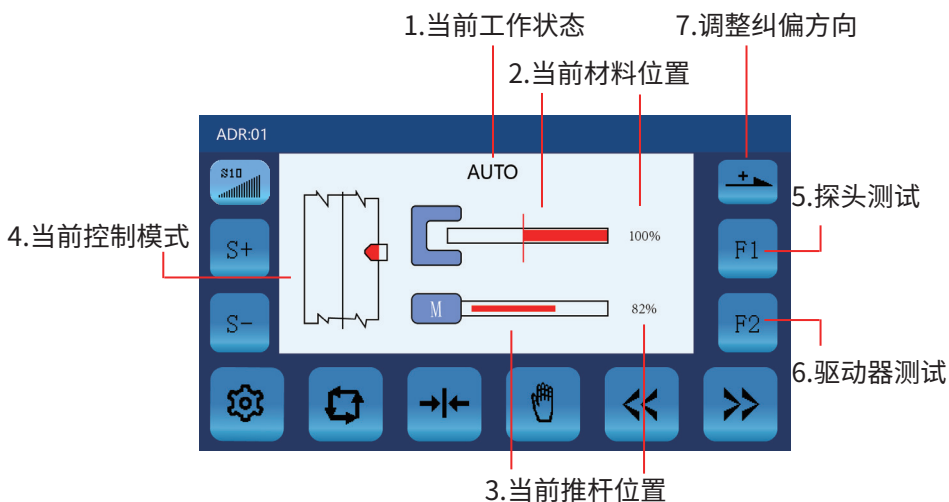 1.当前工作状态
7.调整纠偏方向
2.当前材料位置
ADR:01
S10
AUTO
+
5.探头测试
4.当前控制模式
S+
100%
F1
S-
M
82%
F2
6.驱动器测试
3.当前推杆位置